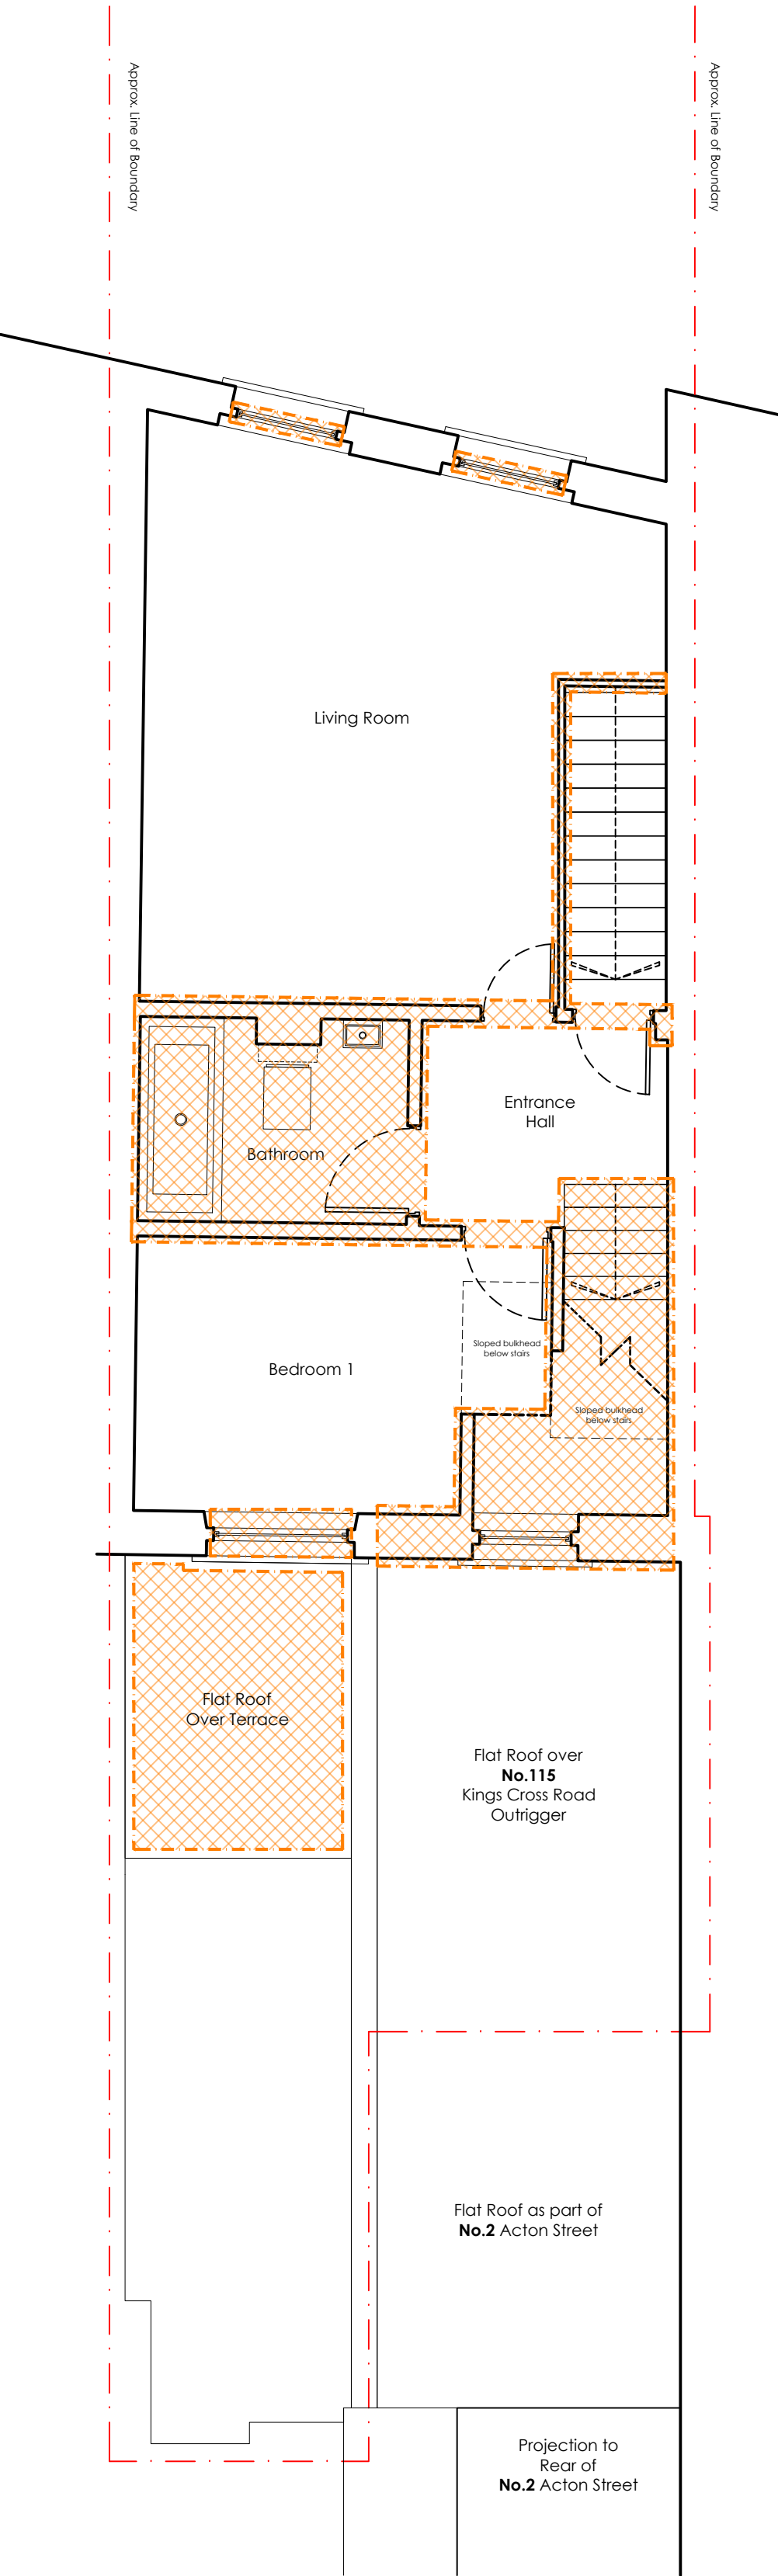 Approx. Line of Boundary
Approx. Line of Boundary
Living Room
Entrance
Hall
Bathroom
Sloped bulkhead
below stairs
Bedroom 1
Sloped bulkhead
below stairs
Flat Roof
Over Terrace
Flat Roof over
No.115
Kings Cross Road
Outrigger
Flat Roof as part of
No.2 Acton Street
Projection to
Rear of
No.2 Acton Street